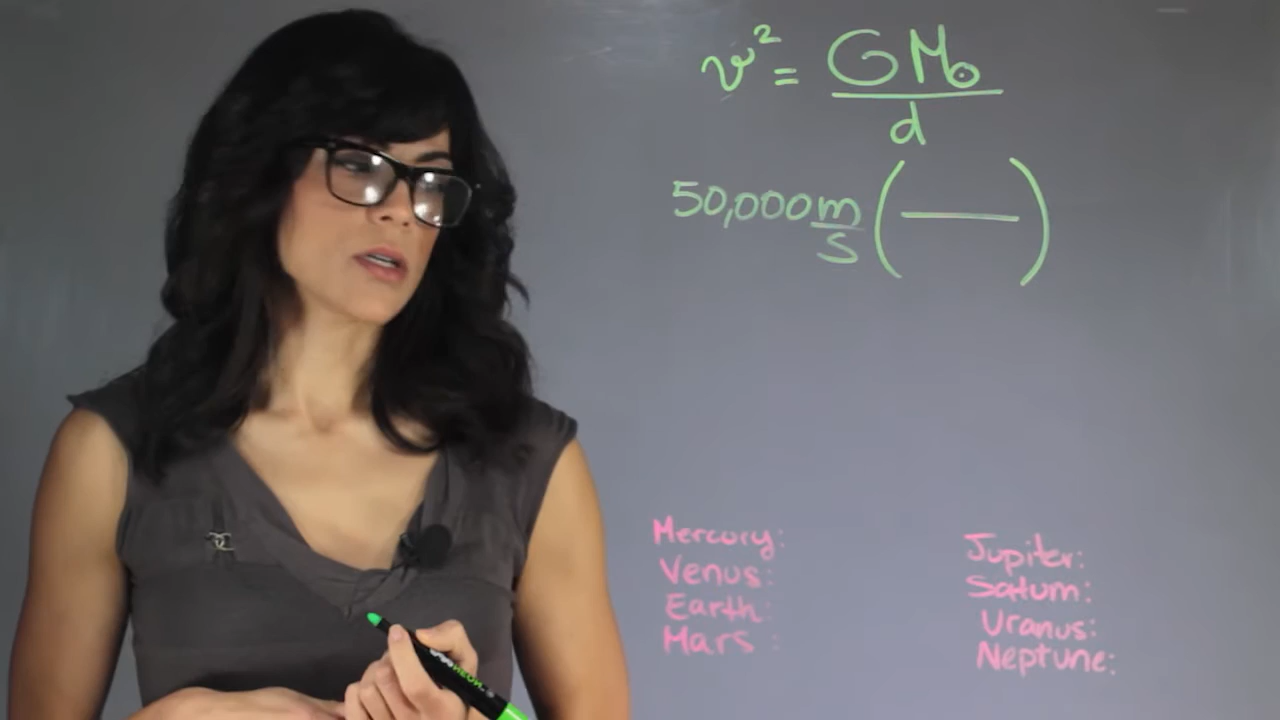 v² = GM☉
d
50,000 m/s (——)
Mercury:
Venus:
Earth:
Mars :
Jupiter:
Saturn:
Uranus:
Neptune: